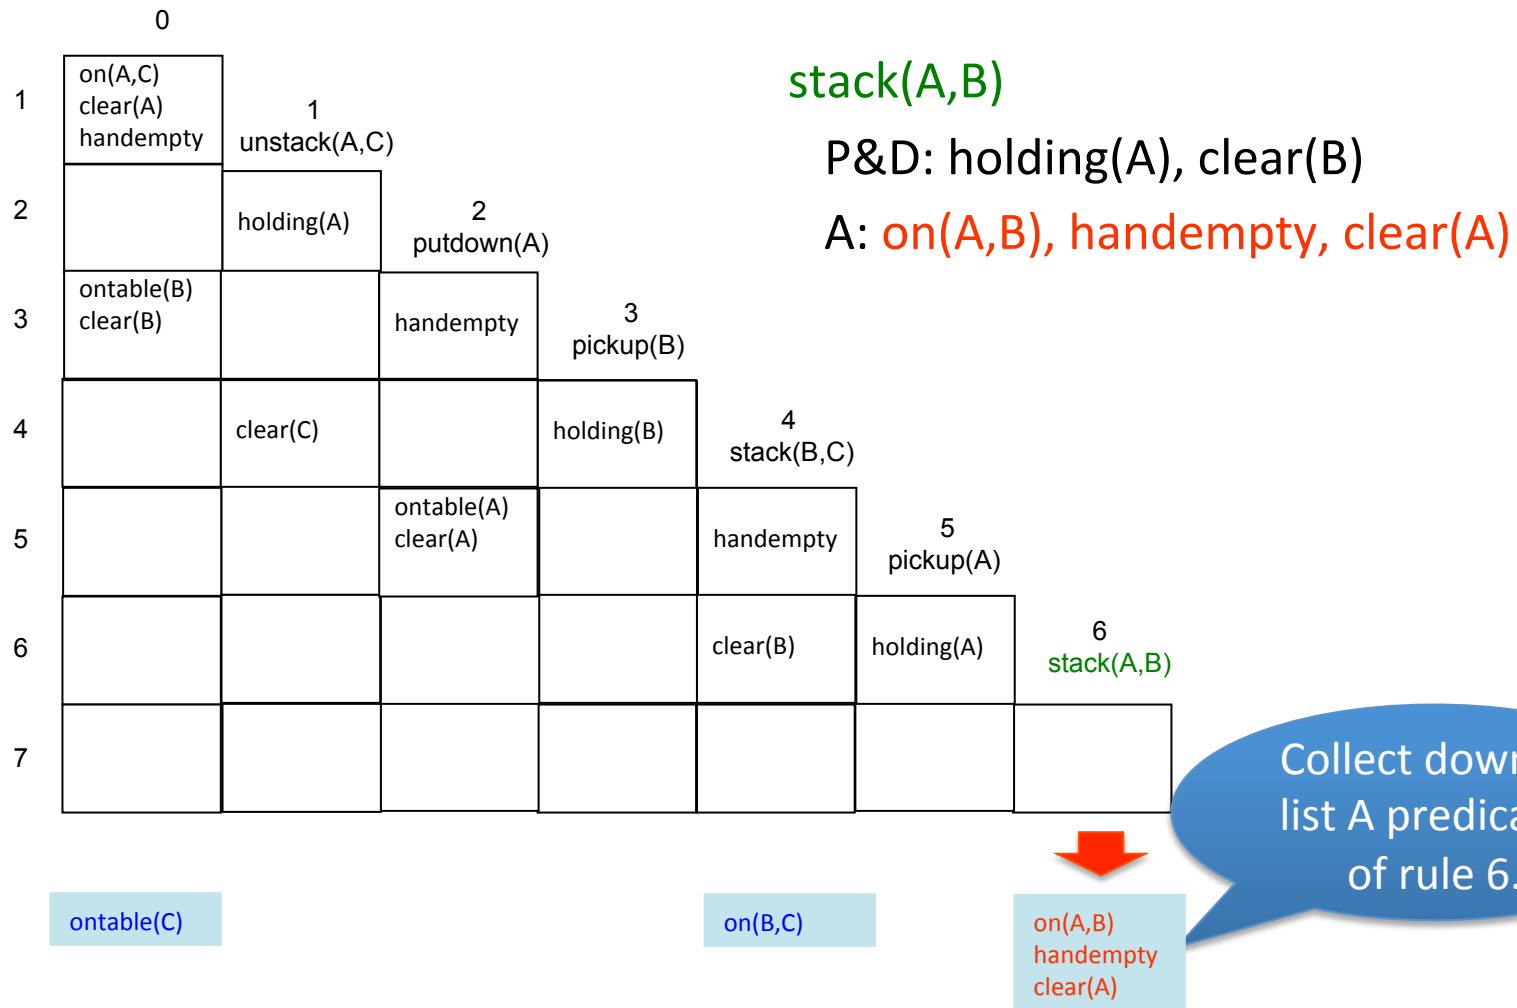 0
1
on(A,C)
clear(A)
handempty
1
unstack(A,C)
stack(A,B)
P&D: holding(A), clear(B)
A: on(A,B), handempty, clear(A)
2
holding(A)
2
putdown(A)
3
ontable(B)
clear(B)
handempty
3
pickup(B)
4
clear(C)
holding(B)
4
stack(B,C)
5
ontable(A)
clear(A)
handempty
5
pickup(A)
6
clear(B)
holding(A)
6
stack(A,B)
7
Collect
list A
of rule 6.
ontable(C)
on(B,C)
on(A,B)
handempty
clear(A)